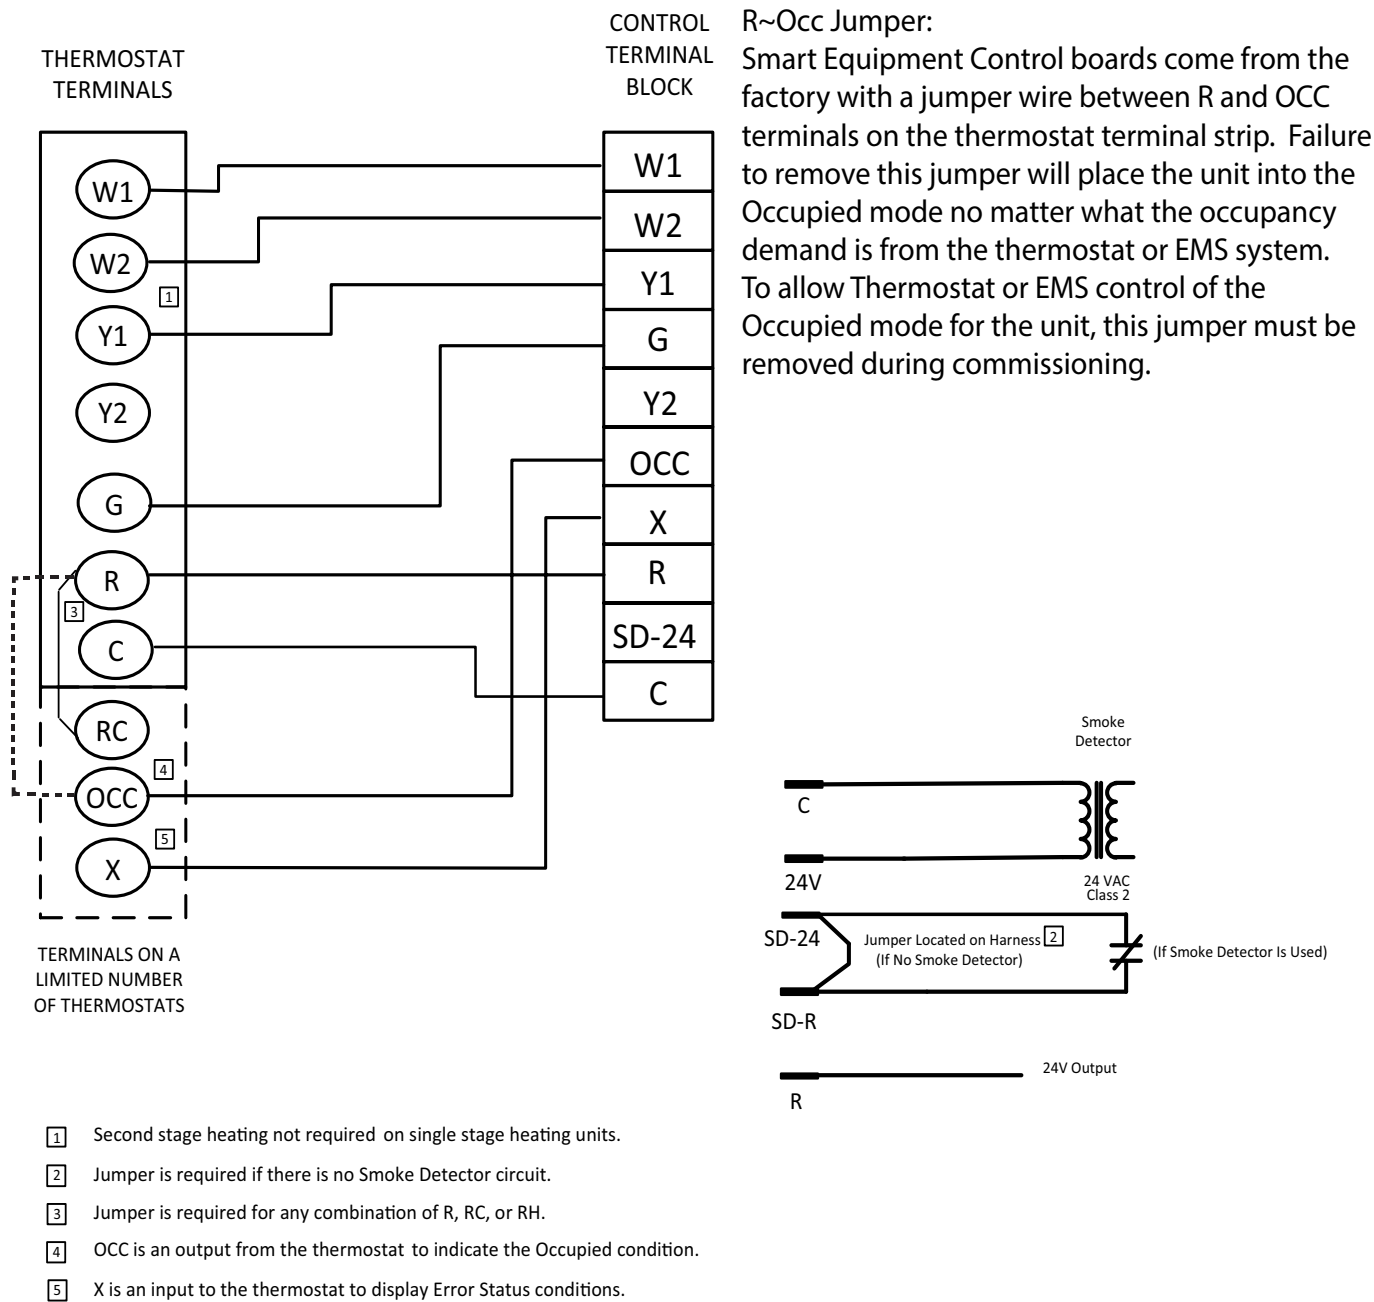 THERMOSTAT
TERMINALS
W1
W2
1
Y1
Y2
G
R
3
C
RC
4
OCC
5
X
TERMINALS ON A
LIMITED NUMBER
OF THERMOSTATS
CONTROL
TERMINAL
BLOCK
W1
W2
Y1
G
Y2
OCC
X
R
SD-24
C
R~Occ Jumper:
Smart Equipment Control boards come from the
factory with a jumper wire between R and OCC
terminals on the thermostat terminal strip. Failure
to remove this jumper will place the unit into the
Occupied mode no matter what the occupancy
demand is from the thermostat or EMS system.
To allow Thermostat or EMS control of the
Occupied mode for the unit, this jumper must be
removed during commissioning.
Smoke
Detector
C
24V
24 VAC
Class 2
SD-24
Jumper Located on Harness 2
(If No Smoke Detector)
(If Smoke Detector Is Used)
SD-R
24V Output
R
1 Second stage heating not required on single stage heating units.
2 Jumper is required if there is no Smoke Detector circuit.
3 Jumper is required for any combination of R, RC, or RH.
4 OCC is an output from the thermostat to indicate the Occupied condition.
5 X is an input to the thermostat to display Error Status conditions.